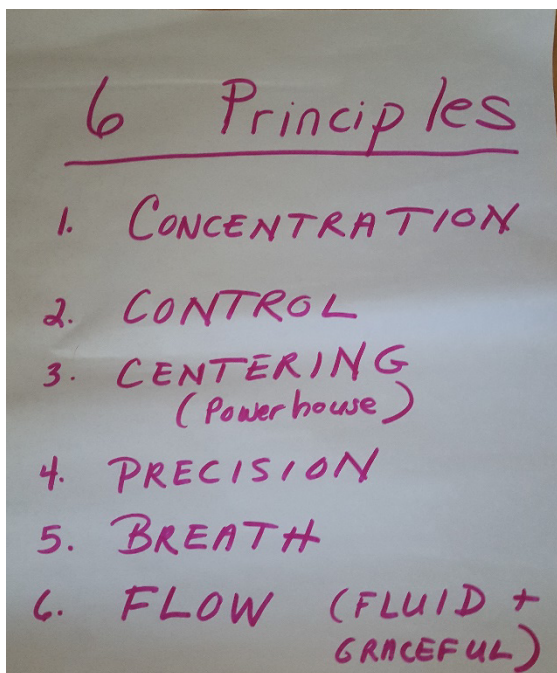 6 Principles
1. CONCENTRATION
2. CONTROL
3. CENTERING
(Powerhouse)
4. PRECISION
5. BREATH
6. FLOW (FLUID +
GRACEFUL)